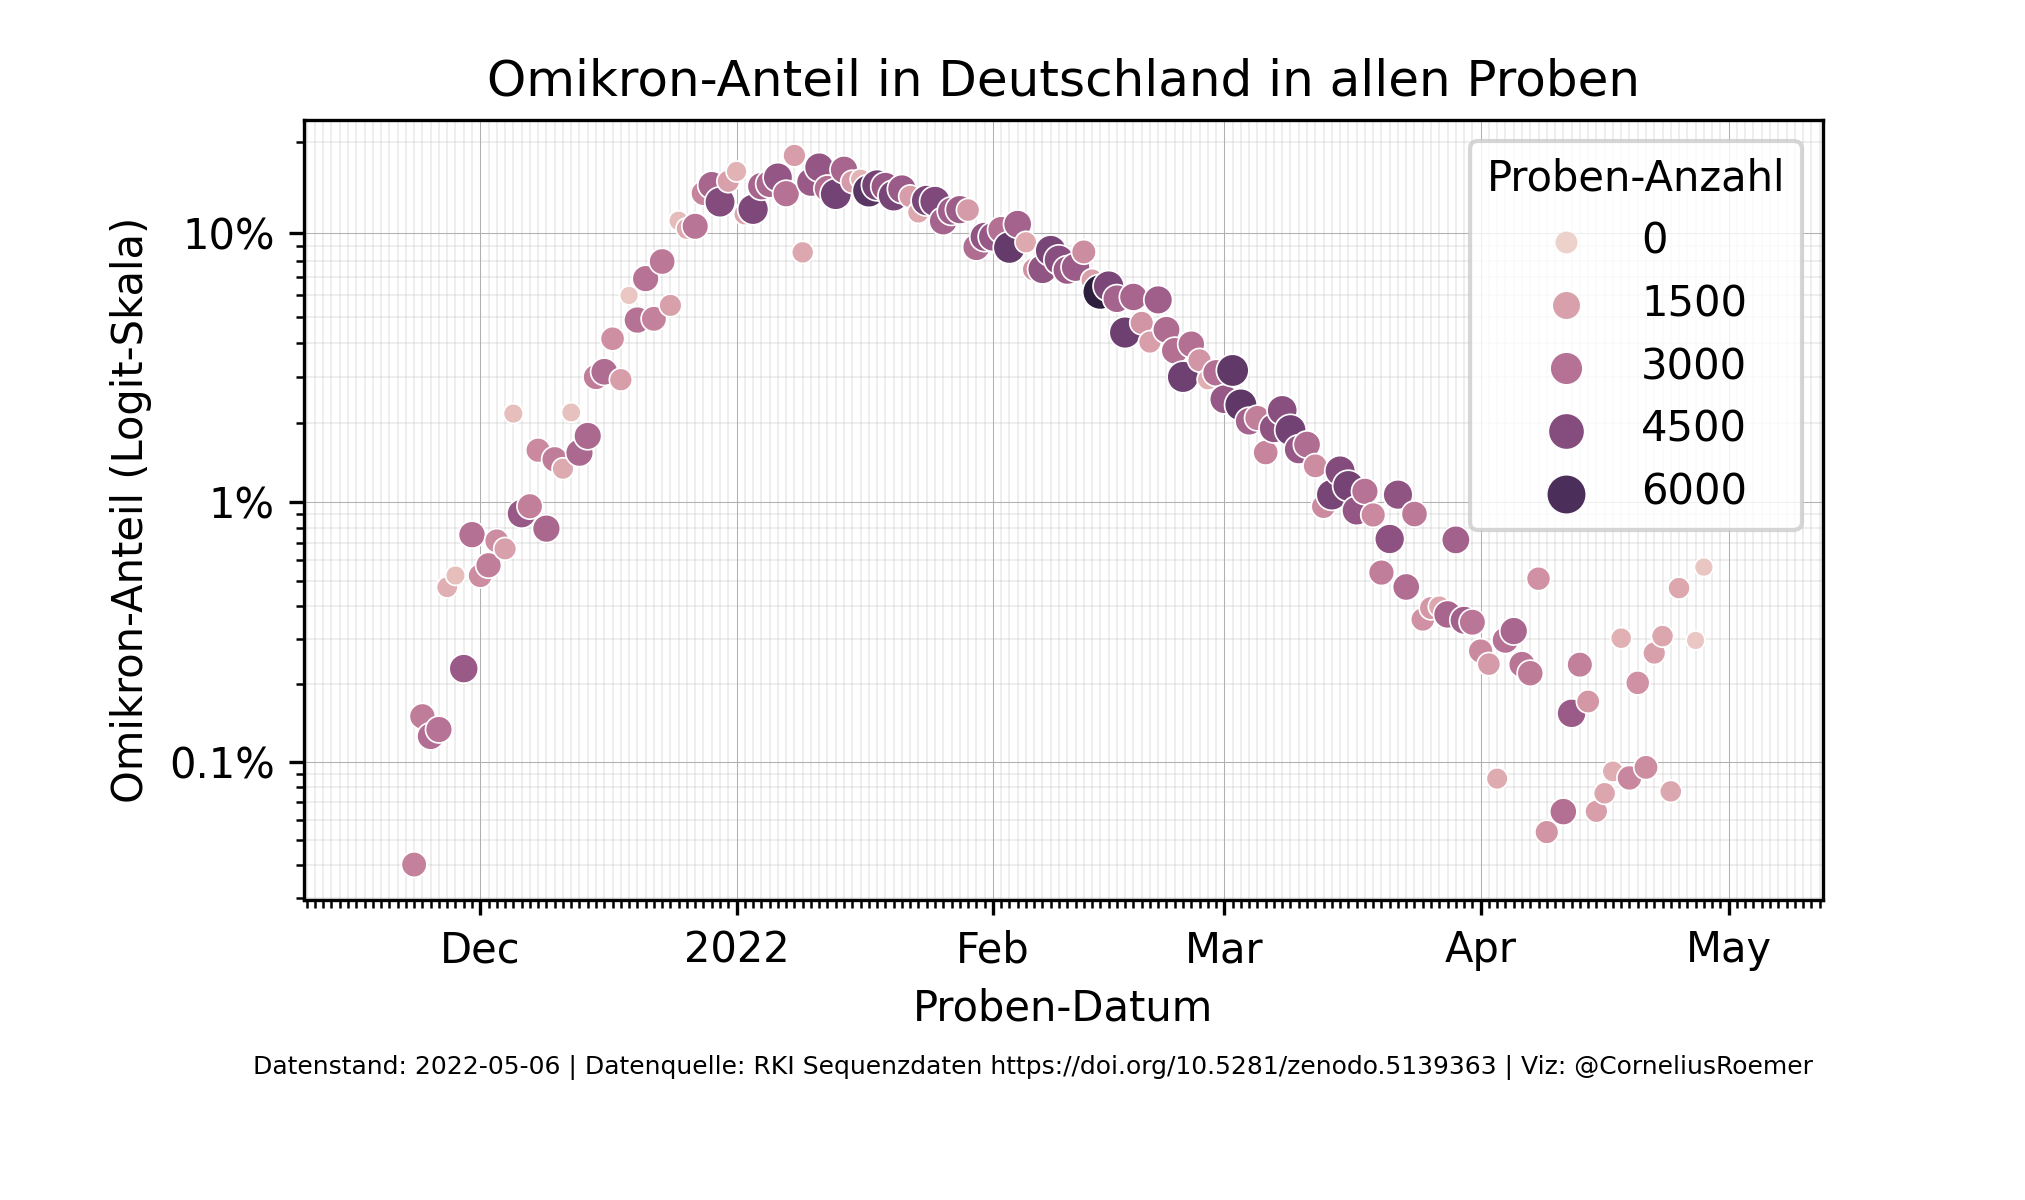 Omikron-Anteil in Deutschland in allen Proben
Omikron-Anteil (Logit-Skala)
10%
1%
0.1%
Proben-Anzahl
0
1500
3000
4500
6000
Dec 2022 Feb Mar Apr May
Proben-Datum
Datenstand: 2022-05-06 | Datenquelle: RKI Sequenzdaten https://doi.org/10.5281/zenodo.5139363 | Viz: @CorneliusRoemer